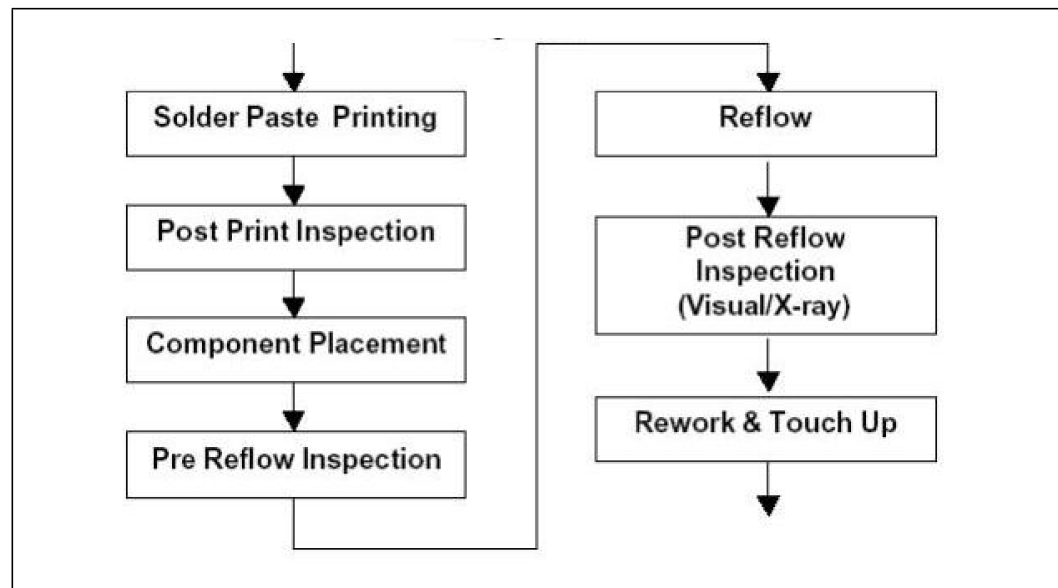 Solder Paste Printing
Post Print Inspection
Component Placement
Pre Reflow Inspection
Reflow
Post Reflow
Inspection
(Visual/X-ray)
Rework & Touch Up